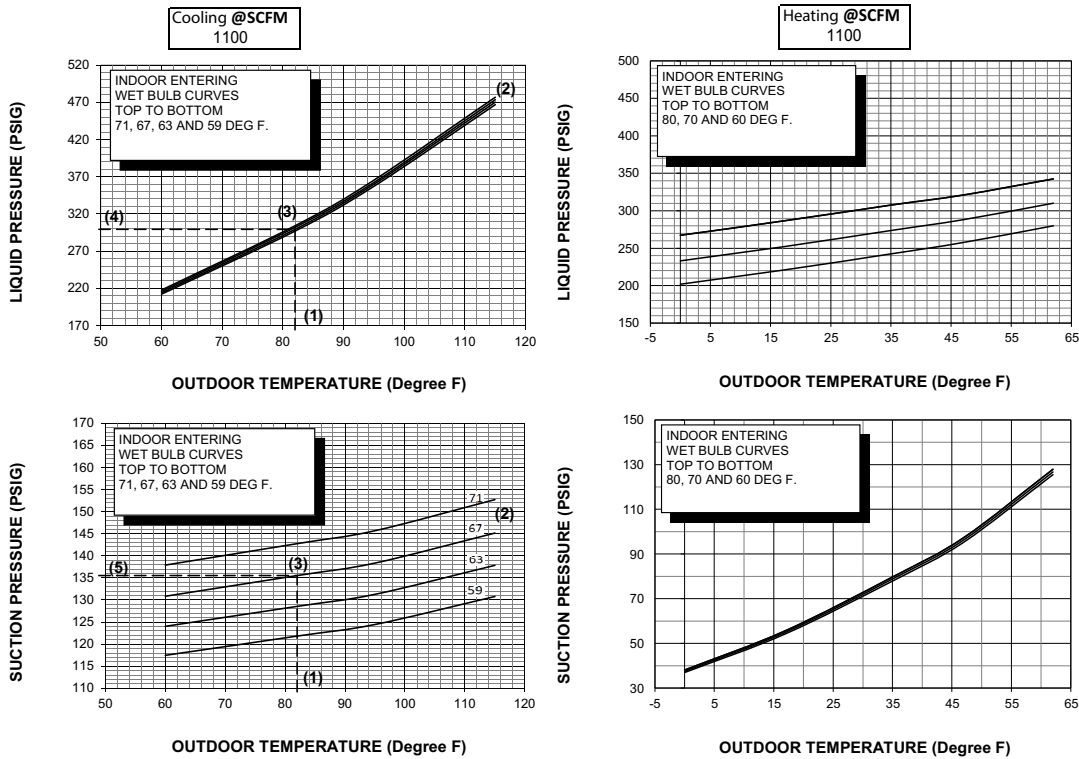 Cooling @SCFM
1100
520
470
420
370
320
270
220
170
INDOOR ENTERING
WET BULB CURVES
TOP TO BOTTOM
71, 67, 63 AND 59 DEG F.
(2)
(3)
(4)
(1)
50 60 70 80 90 100 110 120
LIQUID PRESSURE (PSIG)
OUTDOOR TEMPERATURE (Degree F)
Heating @SCFM
1100
500
450
400
350
300
250
200
150
INDOOR ENTERING
WET BULB CURVES
TOP TO BOTTOM
80, 70 AND 60 DEG F.
-5 5 15 25 35 45 55 65
LIQUID PRESSURE (PSIG)
OUTDOOR TEMPERATURE (Degree F)
170
165
160
155
150
145
140
135
130
125
120
115
110
INDOOR ENTERING
WET BULB CURVES
TOP TO BOTTOM
71, 67, 63 AND 59 DEG F.
71
(2)
67
63
59
(3)
(5)
(1)
50 60 70 80 90 100 110 120
SUCTION PRESSURE (PSIG)
OUTDOOR TEMPERATURE (Degree F)
150
130
110
90
70
50
30
INDOOR ENTERING
WET BULB CURVES
TOP TO BOTTOM
80, 70 AND 60 DEG F.
-5 5 15 25 35 45 55 65
SUCTION PRESSURE (PSIG)
OUTDOOR TEMPERATURE (Degree F)